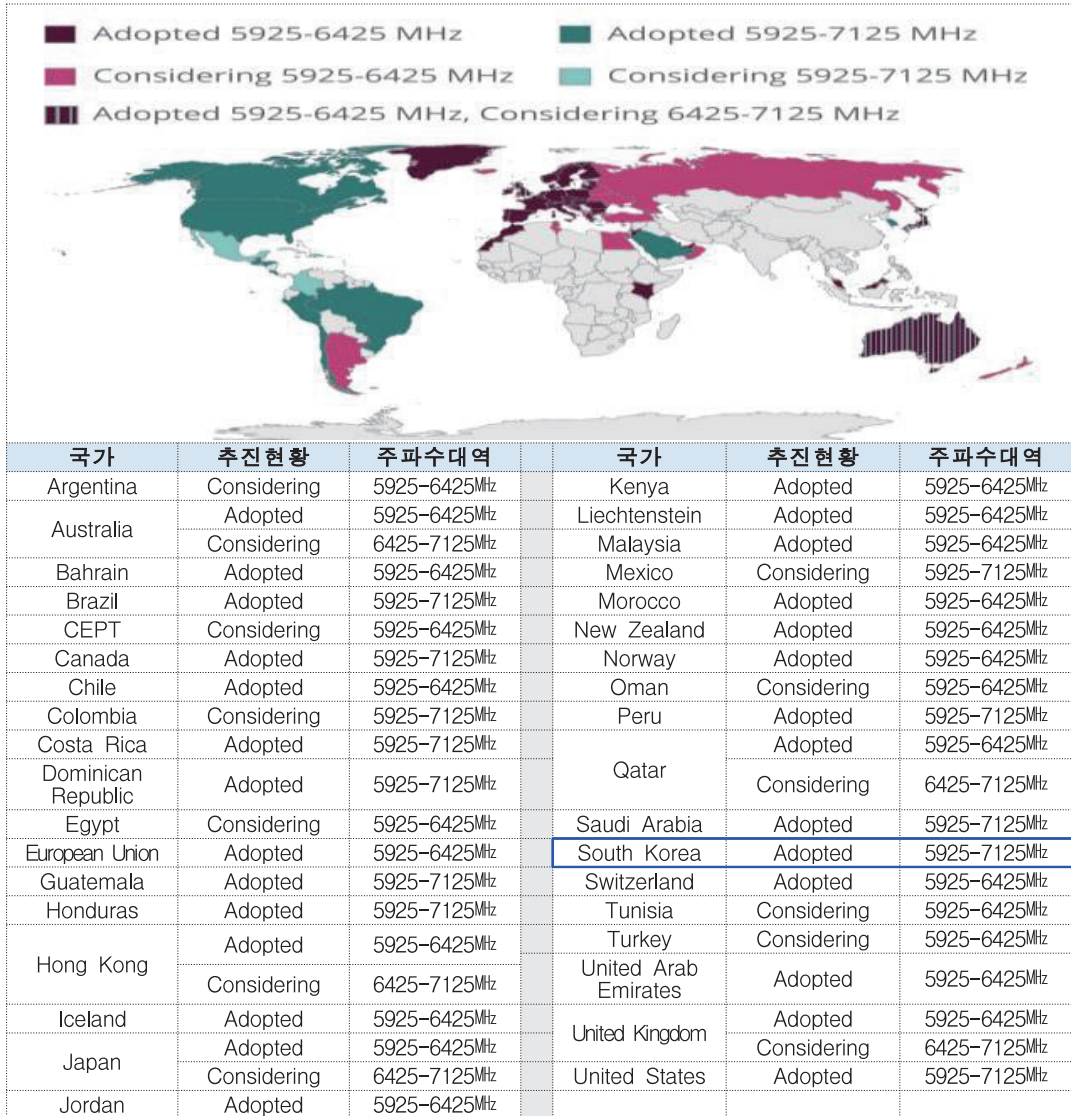 Adopted 5925-6425 MHz Adopted 5925-7125 MHz
Considering 5925-6425 MHz Considering 5925-7125 MHz
Adopted 5925-6425 MHz, Considering 6425-7125 MHz
국가 추진현황 주파수대역 국가 추진현황 주파수대역
Argentina Considering 5925-6425㎒ Kenya Adopted 5925-6425㎒
Australia Adopted 5925-6425㎒ Liechtenstein Adopted 5925-6425㎒
Considering 6425-7125㎒ Malaysia Adopted 5925-6425㎒
Bahrain Adopted 5925-6425㎒ Mexico Considering 5925-7125㎒
Brazil Adopted 5925-7125㎒ Morocco Adopted 5925-6425㎒
CEPT Considering 5925-6425㎒ New Zealand Adopted 5925-6425㎒
Canada Adopted 5925-7125㎒ Norway Adopted 5925-6425㎒
Chile Adopted 5925-6425㎒ Oman Considering 5925-6425㎒
Colombia Considering 5925-7125㎒ Peru Adopted 5925-7125㎒
Costa Rica Adopted 5925-7125㎒ Qatar Adopted 5925-6425㎒
Dominican Republic Adopted 5925-7125㎒ Considering 6425-7125㎒
Egypt Considering 5925-6425㎒ Saudi Arabia Adopted 5925-7125㎒
European Union Adopted 5925-6425㎒ South Korea Adopted 5925-7125㎒
Guatemala Adopted 5925-7125㎒ Switzerland Adopted 5925-6425㎒
Honduras Adopted 5925-7125㎒ Tunisia Considering 5925-6425㎒
Hong Kong Adopted 5925-6425㎒ Turkey Considering 5925-6425㎒
Considering 6425-7125㎒ United Arab Emirates Adopted 5925-6425㎒
Iceland Adopted 5925-6425㎒ United Kingdom Adopted 5925-6425㎒
Japan Adopted 5925-6425㎒ Considering 6425-7125㎒
Considering 6425-7125㎒ United States Adopted 5925-7125㎒
Jordan Adopted 5925-6425㎒